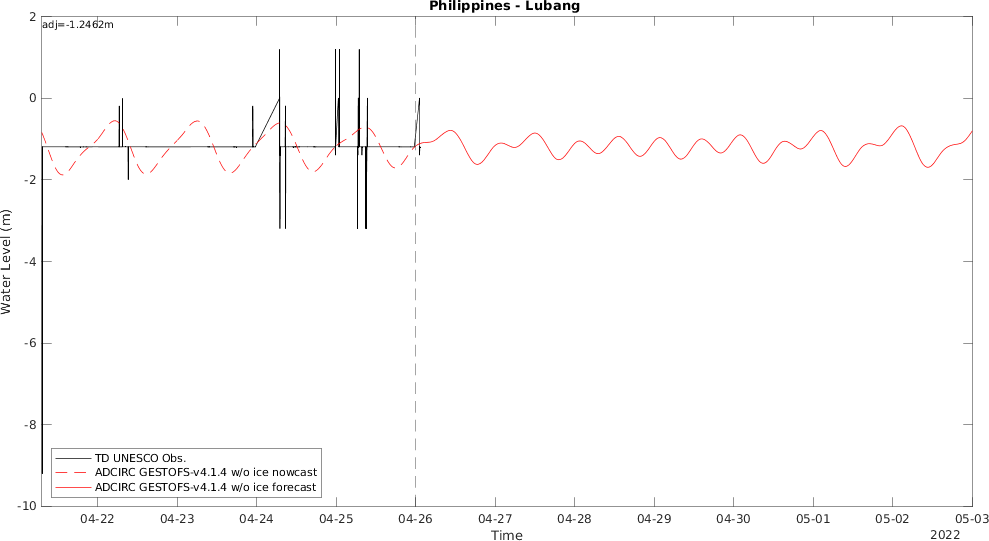 Philippines - Lubang
adj=-1.2462m
2
0
-2
-4
-6
-8
-10
Water Level (m)
TD UNESCO Obs.
ADCIRC GESTOFS-v4.1.4 w/o ice nowcast
ADCIRC GESTOFS-v4.1.4 w/o ice forecast
04-22 04-23 04-24 04-25 04-26 04-27 04-28 04-29 04-30 05-01 05-02 05-03
Time
2022